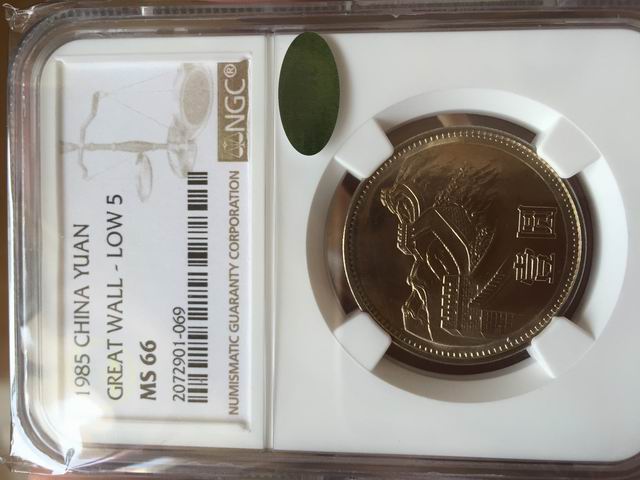 NGC®
1985 CHINA YUAN
GREAT WALL - LOW 5
MS 66
2072901-069
NUMISMATIC GUARANTY CORPORATION
壹圆